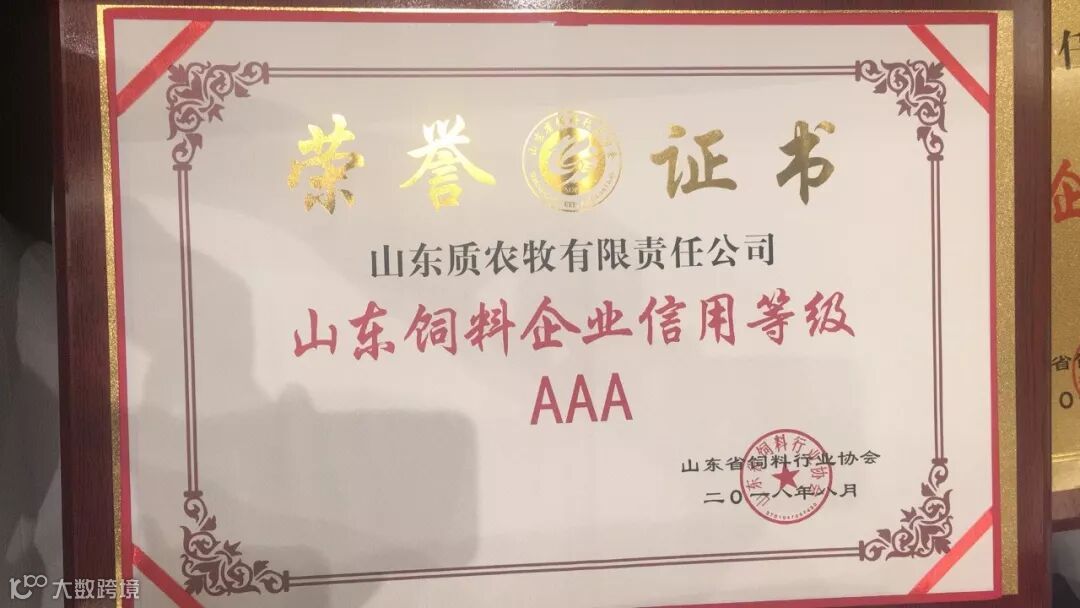 荣誉证书
山东质农牧有限责任公司
山东饲料企业信用等级
AAA
山东省饲料行业协会
二〇一八年八月
大数跨境